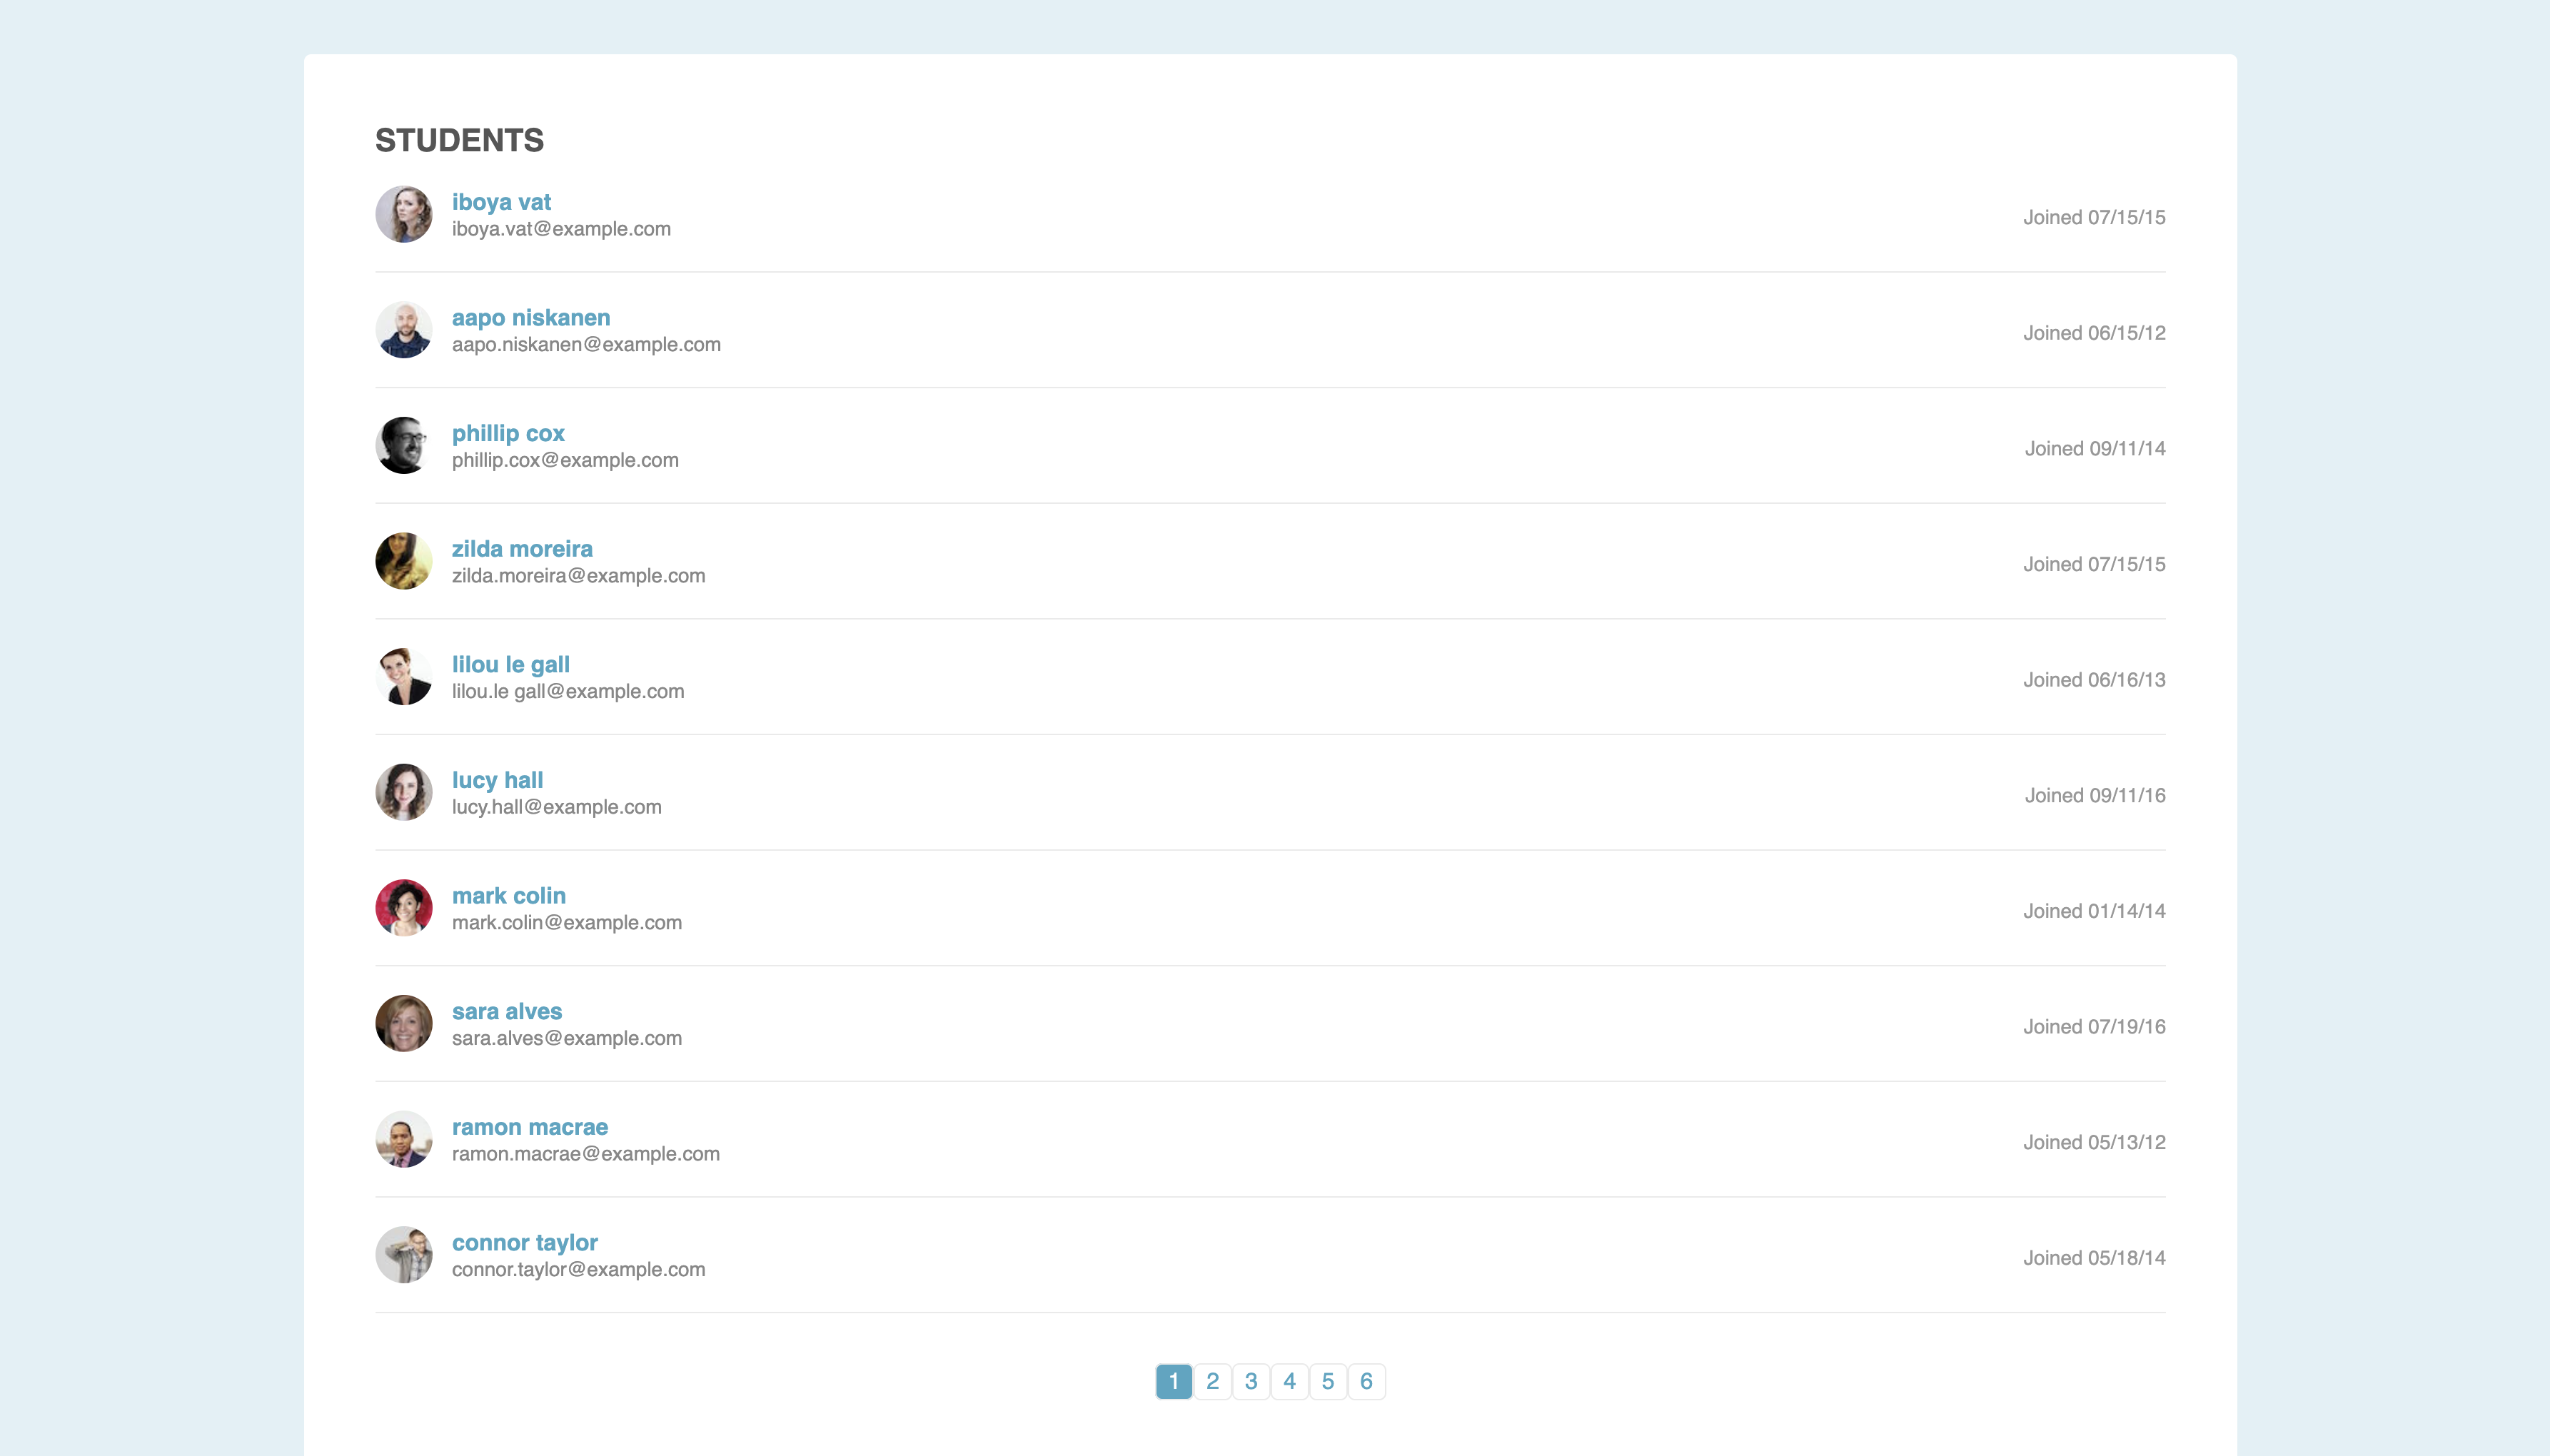 STUDENTS
iboya vat
iboya.vat@example.com
Joined 07/15/15
aapo niskanen
aapo.niskanen@example.com
Joined 06/15/12
phillip cox
phillip.cox@example.com
Joined 09/11/14
zilda moreira
zilda.moreira@example.com
Joined 07/15/15
lilou le gall
lilou.le gall@example.com
Joined 06/16/13
lucy hall
lucy.hall@example.com
Joined 09/11/16
mark colin
mark.colin@example.com
Joined 01/14/14
sara alves
sara.alves@example.com
Joined 07/19/16
ramon macrae
ramon.macrae@example.com
Joined 05/13/12
connor taylor
connor.taylor@example.com
Joined 05/18/14
1 2 3 4 5 6